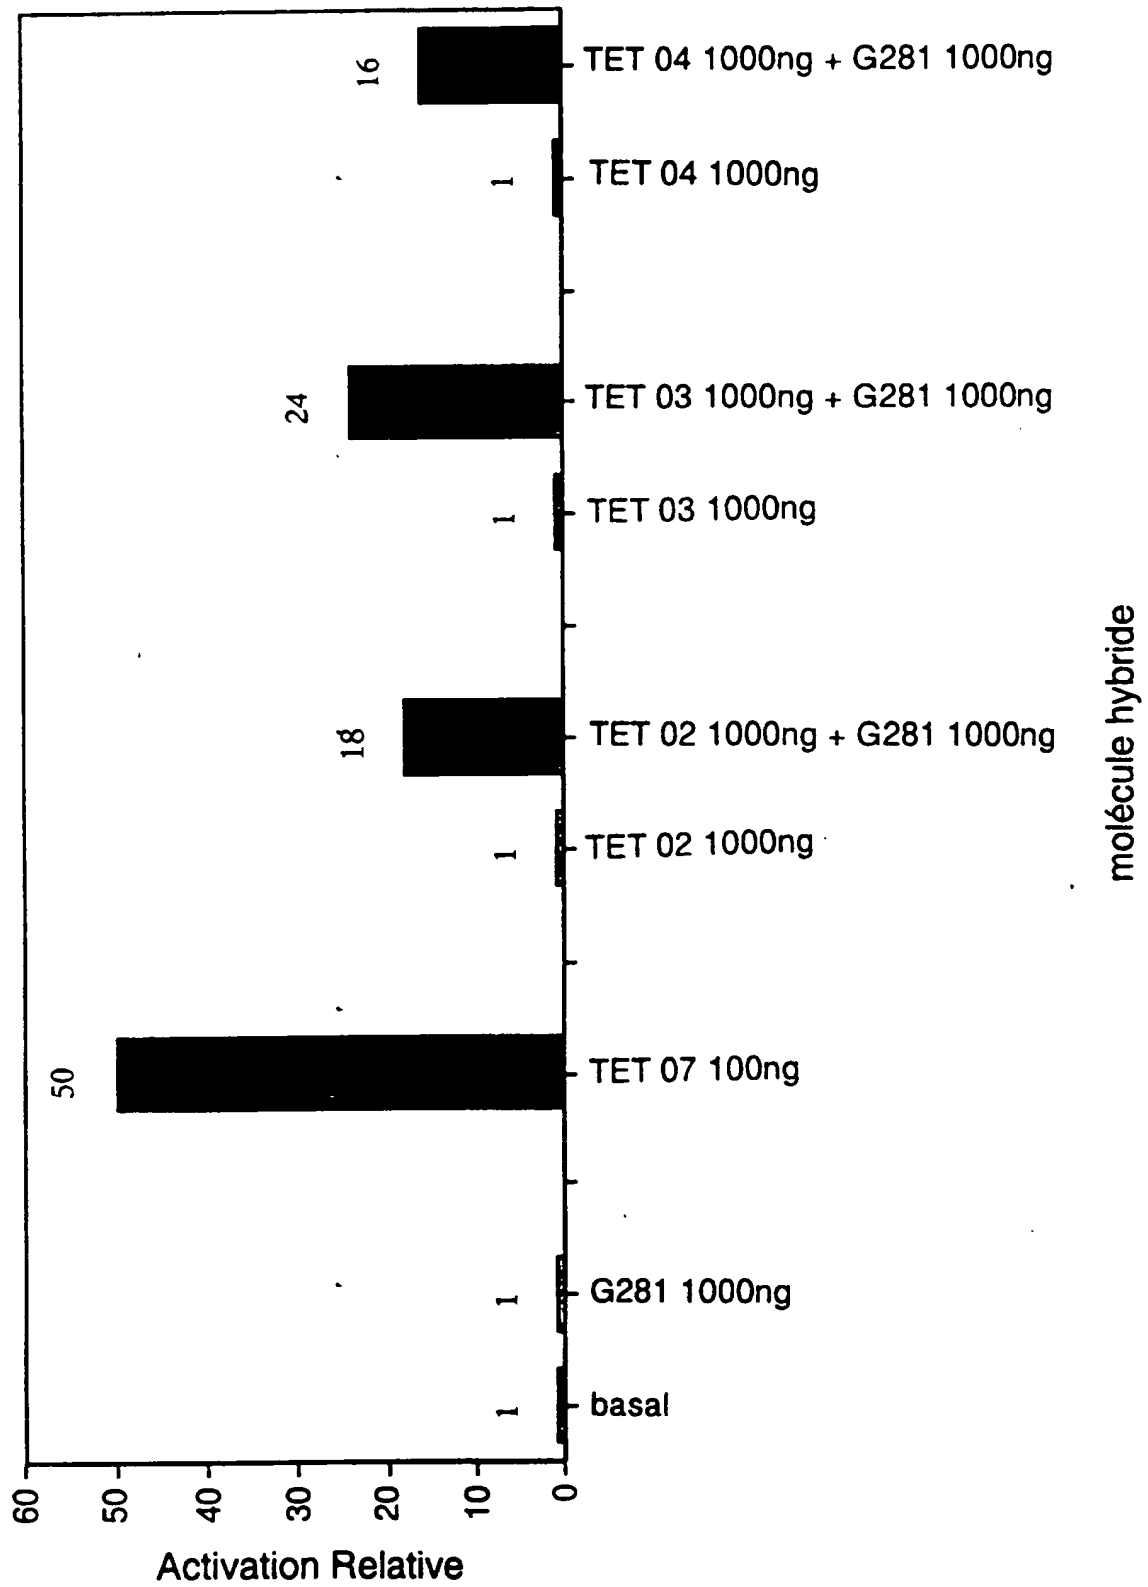 16
TET 04 1000ng + G281 1000ng
1
TET 04 1000ng
24
TET 03 1000ng + G281 1000ng
1
TET 03 1000ng
18
TET 02 1000ng + G281 1000ng
1
TET 02 1000ng
50
TET 07 100ng
1
G281 1000ng
1
basal
60
50
40
30
20
10
0
Activation Relative
molécule hybride